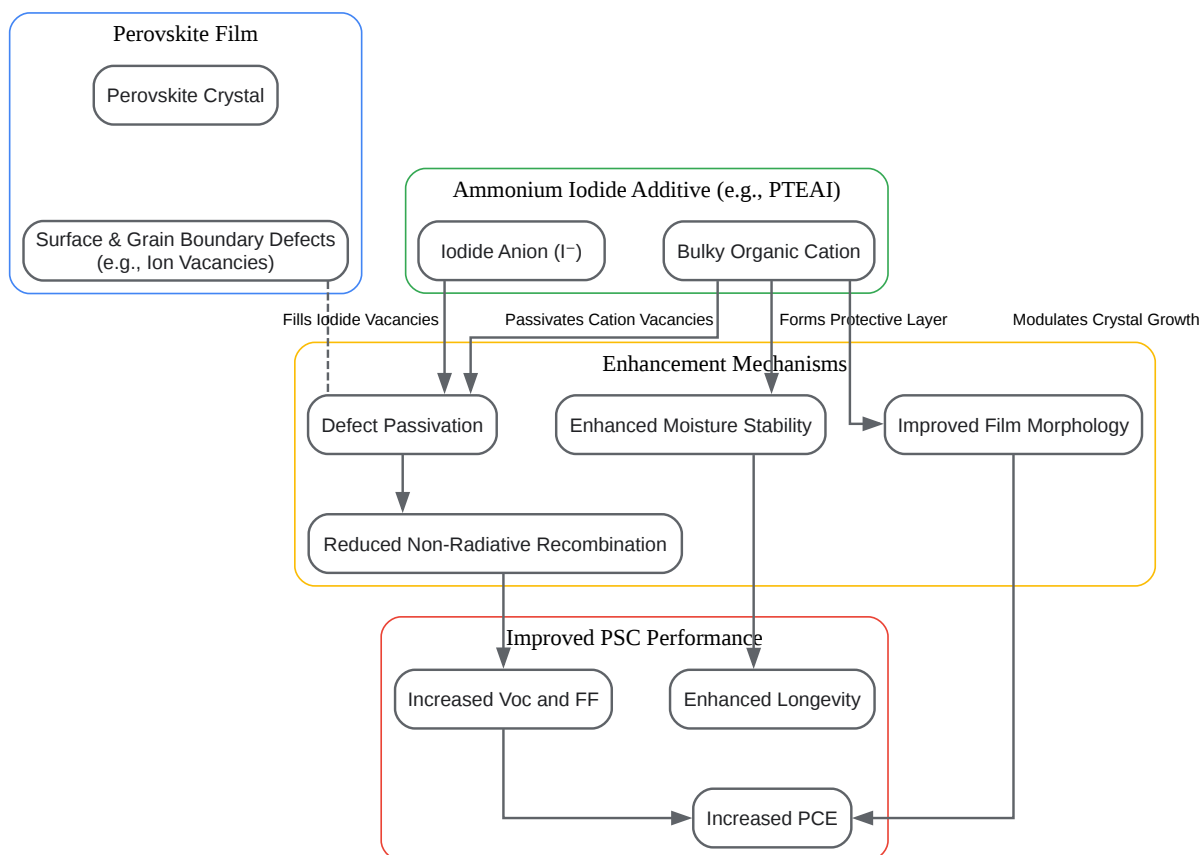 Perovskite Film
Perovskite Crystal
Ammonium Iodide Additive (e.g., PTEAI)
Surface & Grain Boundary Defects
(e.g., Ion Vacancies)
Iodide Anion (I⁻)
Bulky Organic Cation
Fills Iodide Vacancies
Passivates Cation Vacancies
Forms Protective Layer
Modulates Crystal Growth
Enhancement Mechanisms
Defect Passivation
Enhanced Moisture Stability
Improved Film Morphology
Reduced Non-Radiative Recombination
Improved PSC Performance
Increased Voc and FF
Enhanced Longevity
Increased PCE